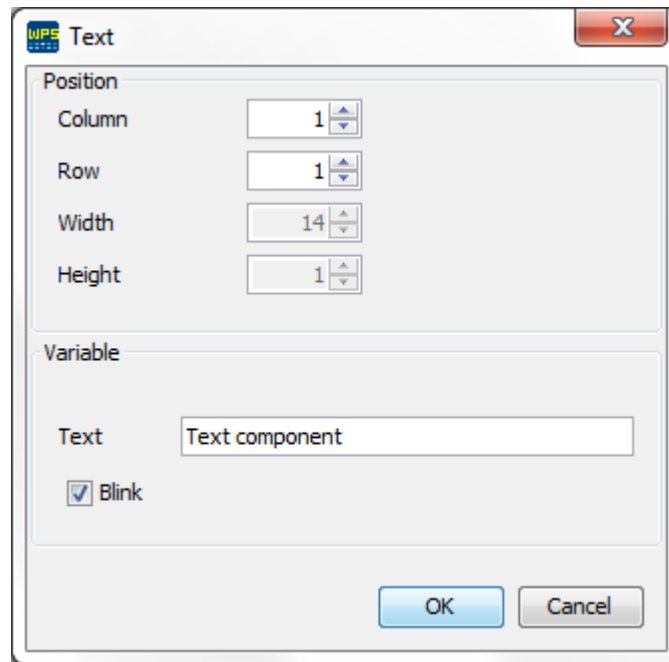 WPS Text
Position
Column 1
Row 1
Width 14
Height 1
Variable
Text Text component
Blink
OK Cancel